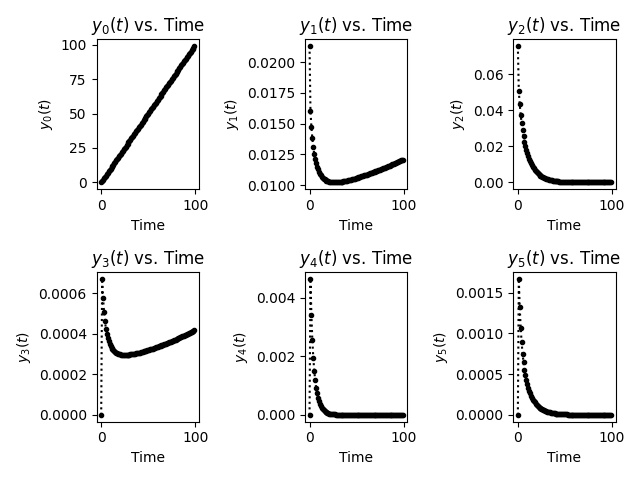 y₀(t) vs. Time
y₁(t) vs. Time
y₂(t) vs. Time
100
75
50
25
0
y₀(t)
0
100
Time
0.0200
0.0175
0.0150
0.0125
0.0100
y₁(t)
0
100
Time
0.06
0.04
0.02
0.00
y₂(t)
0
100
Time
y₃(t) vs. Time
y₄(t) vs. Time
y₅(t) vs. Time
0.0006
0.0004
0.0002
0.0000
y₃(t)
0
100
Time
0.004
0.002
0.000
y₄(t)
0
100
Time
0.0015
0.0010
0.0005
0.0000
y₅(t)
0
100
Time